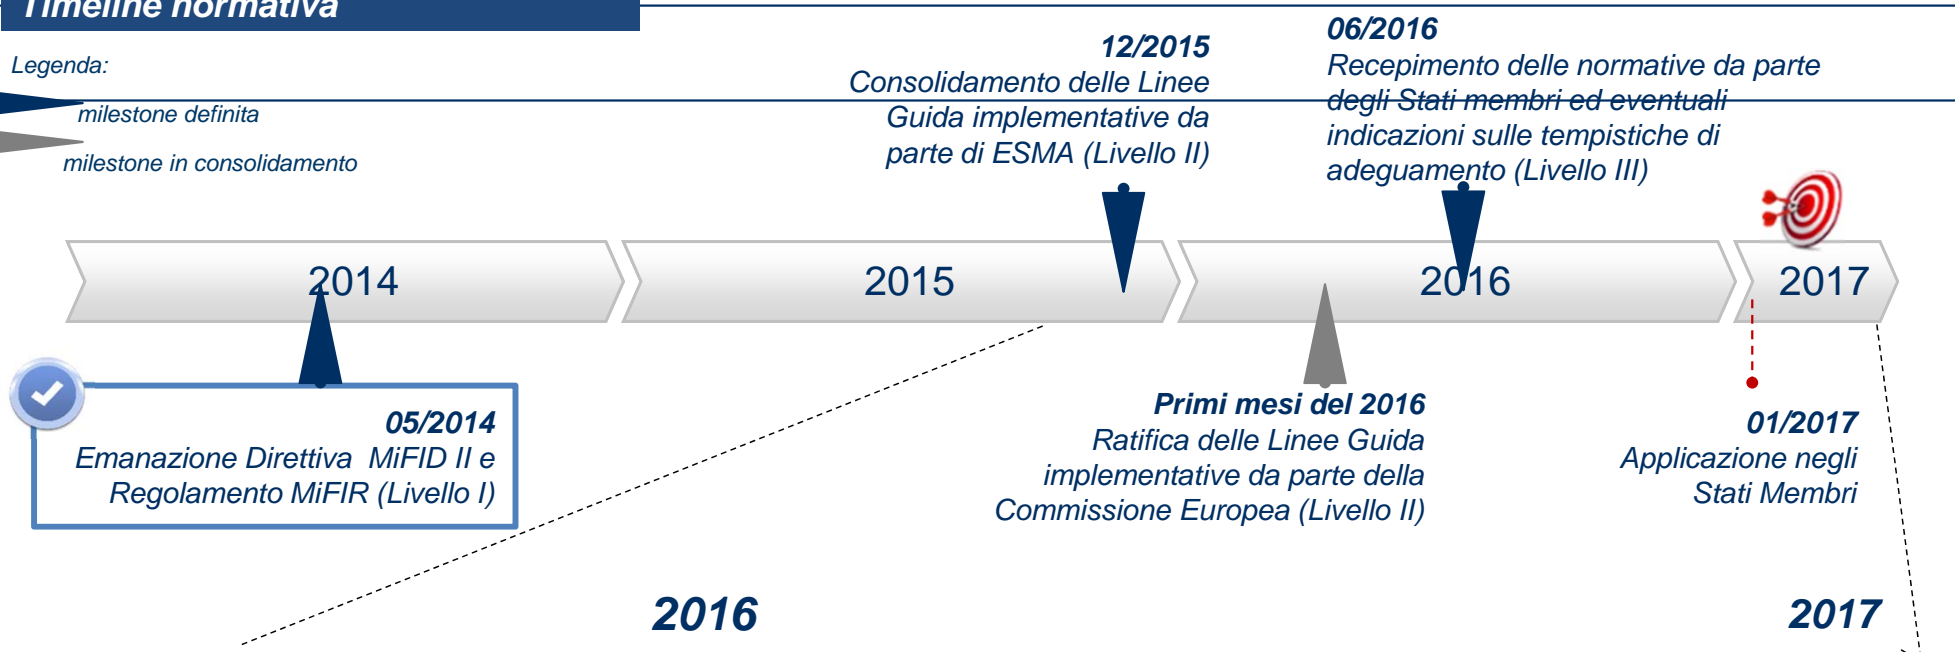 Timeline normativa
Legenda:
milestone definita
milestone in consolidamento
12/2015
Consolidamento delle Linee
Guida implementative da
parte di ESMA (Livello II)
06/2016
Recepimento delle normative da parte
degli Stati membri ed eventuali
indicazioni sulle tempistiche di
adeguamento (Livello III)
2014
2015
2016
2017
05/2014
Emanazione Direttiva MiFID II e
Regolamento MiFIR (Livello I)
Primi mesi del 2016
Ratifica delle Linee Guida
implementative da parte della
Commissione Europea (Livello II)
01/2017
Applicazione negli
Stati Membri
2016
2017